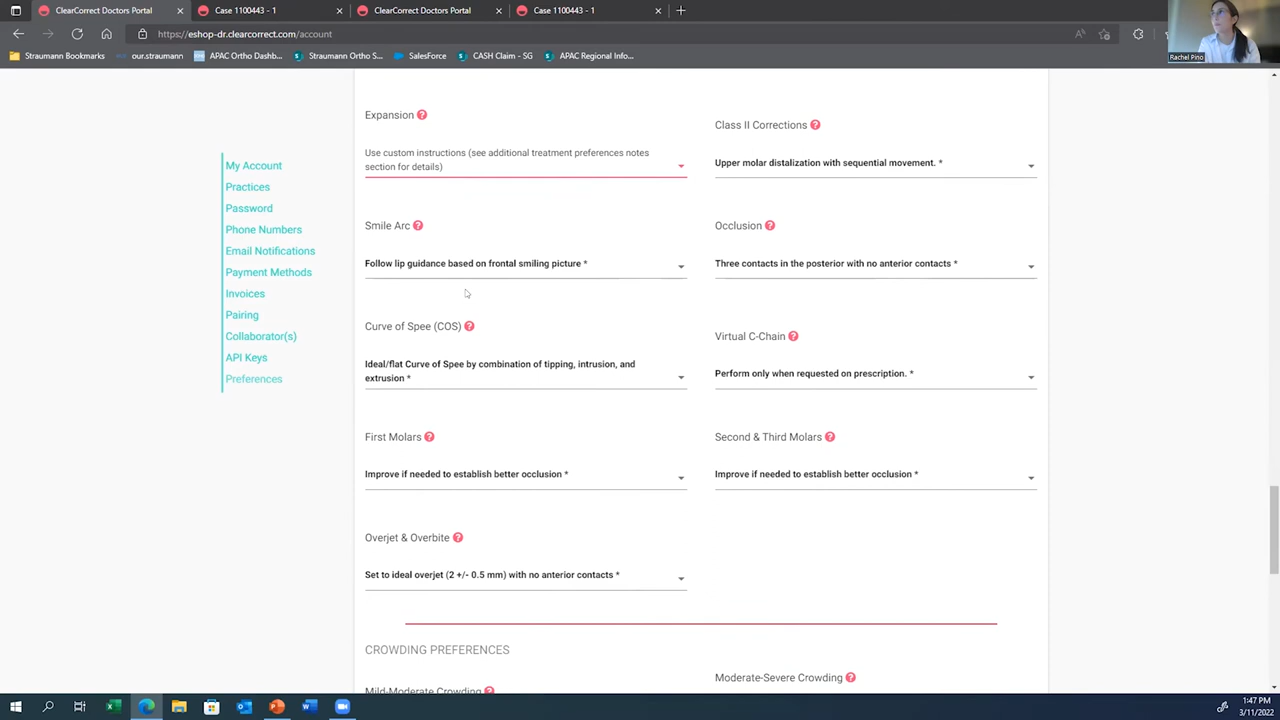 ClearCorrect Doctors Portal
Case 1100443 - 1
ClearCorrect Doctors Portal
Case 1100443 - 1
https://eshop-dr.clearcorrect.com/account
Rachel Pino
Straumann Bookmarks
our.straumann
APAC Ortho Dashb...
Straumann Ortho S...
SalesForce
CASH Claim - SG
APAC Regional Info...
My Account
Practices
Password
Phone Numbers
Email Notifications
Payment Methods
Invoices
Pairing
Collaborator(s)
API Keys
Preferences
Expansion
Use custom instructions (see additional treatment preferences notes
section for details)
Class II Corrections
Upper molar distalization with sequential movement. *
Smile Arc
Follow lip guidance based on frontal smiling picture *
Occlusion
Three contacts in the posterior with no anterior contacts *
Curve of Spee (COS)
Ideal/flat Curve of Spee by combination of tipping, intrusion, and
extrusion *
Virtual C-Chain
Perform only when requested on prescription. *
First Molars
Improve if needed to establish better occlusion *
Second & Third Molars
Improve if needed to establish better occlusion *
Overjet & Overbite
Set to ideal overjet (2 +/- 0.5 mm) with no anterior contacts *
CROWDING PREFERENCES
Mild-Moderate Crowding
Moderate-Severe Crowding
1:47 PM
3/11/2022